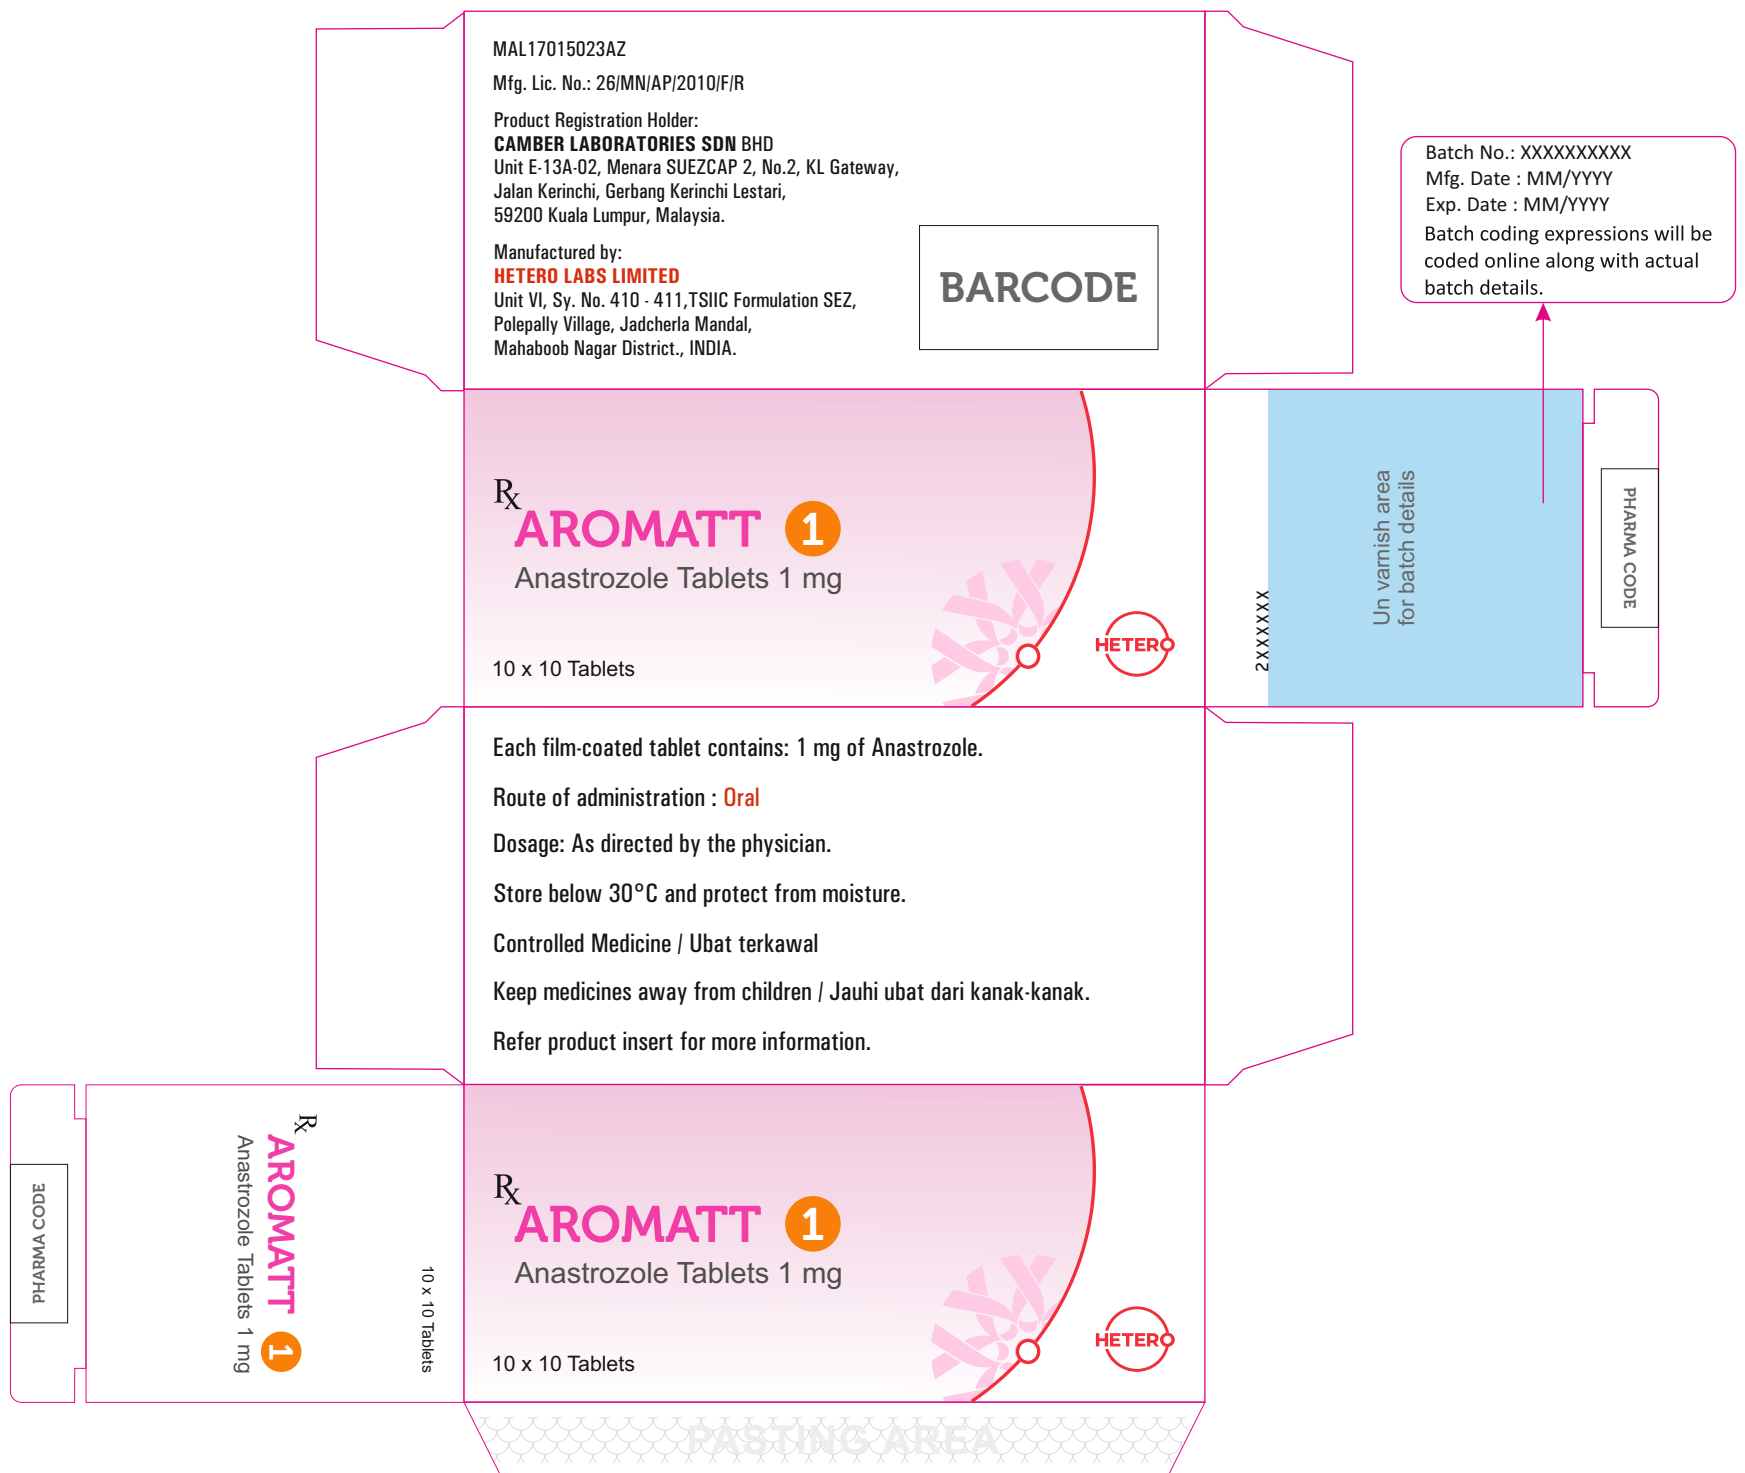 MAL17015023AZ
Mfg. Lic. No.: 26/MN/AP/2010/F/R
Product Registration Holder:
CAMBER LABORATORIES SDN BHD
Unit E-13A-02, Menara SUEZCAP 2, No.2, KL Gateway,
Jalan Kerinchi, Gerbang Kerinchi Lestari,
59200 Kuala Lumpur, Malaysia.
Manufactured by:
HETERO LABS LIMITED
Unit VI, Sy. No. 410 - 411,TSIIC Formulation SEZ,
Polepally Village, Jadcherla Mandal,
Mahaboob Nagar District., INDIA.
BARCODE
Batch No.: XXXXXXXXXX
Mfg. Date : MM/YYYY
Exp. Date : MM/YYYY
Batch coding expressions will be
coded online along with actual
batch details.
Rx
AROMATT 1
Anastrozole Tablets 1 mg
10 x 10 Tablets
HETERO
2XXXXXX
Un varnish area
for batch details
PHARMA CODE
Each film-coated tablet contains: 1 mg of Anastrozole.
Route of administration : Oral
Dosage: As directed by the physician.
Store below 30°C and protect from moisture.
Controlled Medicine / Ubat terkawal
Keep medicines away from children / Jauhi ubat dari kanak-kanak.
Refer product insert for more information.
PHARMA CODE
Rx
AROMATT 1
Anastrozole Tablets 1 mg
10 x 10 Tablets
Rx
AROMATT 1
Anastrozole Tablets 1 mg
10 x 10 Tablets
HETERO
PASTING AREA